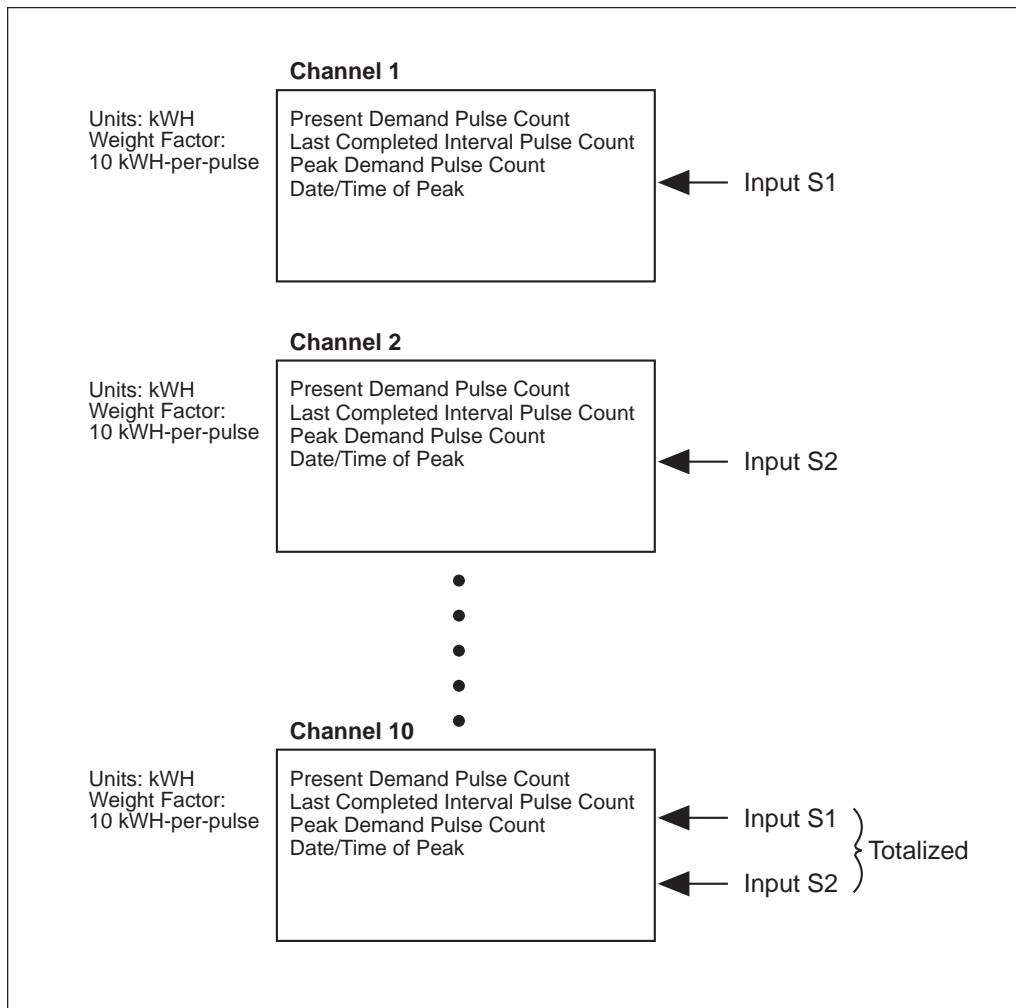 Channel 1
Units: kWH
Weight Factor:
10 kWH-per-pulse
Present Demand Pulse Count
Last Completed Interval Pulse Count
Peak Demand Pulse Count
Date/Time of Peak
Input S1
Channel 2
Units: kWH
Weight Factor:
10 kWH-per-pulse
Present Demand Pulse Count
Last Completed Interval Pulse Count
Peak Demand Pulse Count
Date/Time of Peak
Input S2
Channel 10
Units: kWH
Weight Factor:
10 kWH-per-pulse
Present Demand Pulse Count
Last Completed Interval Pulse Count
Peak Demand Pulse Count
Date/Time of Peak
Input S1
Input S2
Totalized